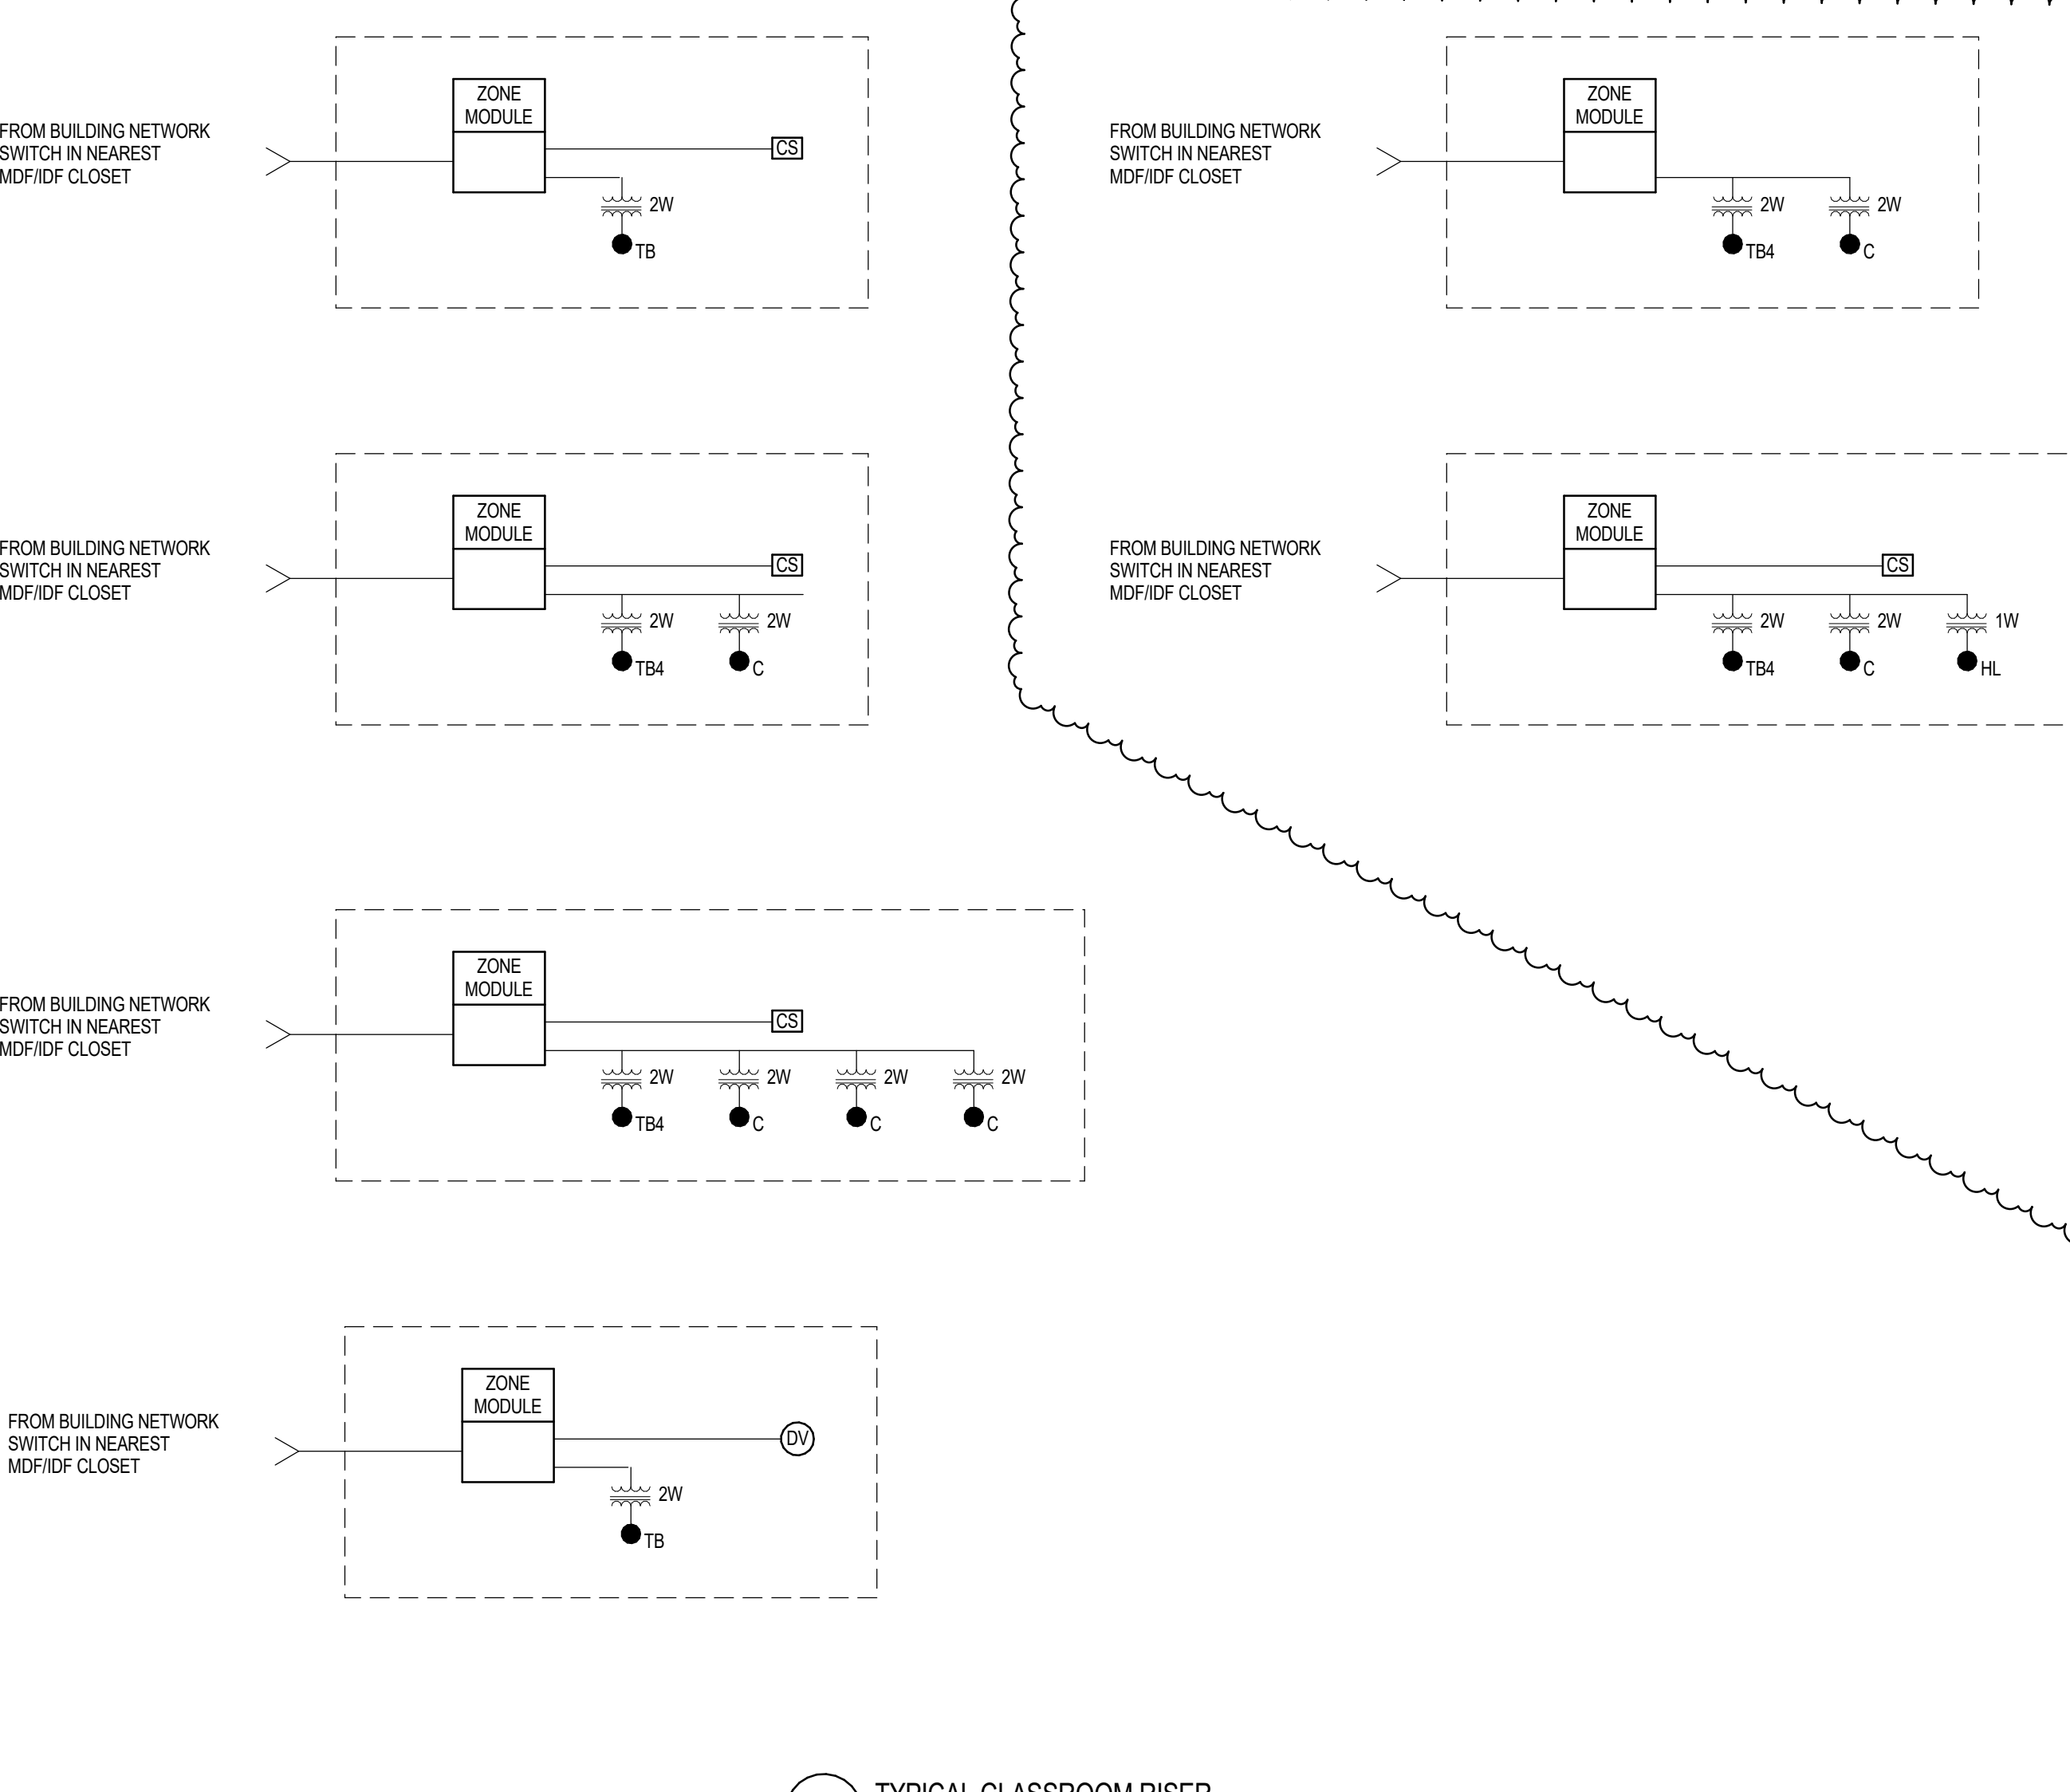 FROM BUILDING NETWORK
SWITCH IN NEAREST
MDF/IDF CLOSET
ZONE
MODULE
CS
2W
TB
FROM BUILDING NETWORK
SWITCH IN NEAREST
MDF/IDF CLOSET
ZONE
MODULE
2W
2W
TB4
C
FROM BUILDING NETWORK
SWITCH IN NEAREST
MDF/IDF CLOSET
ZONE
MODULE
CS
2W
2W
TB4
C
FROM BUILDING NETWORK
SWITCH IN NEAREST
MDF/IDF CLOSET
ZONE
MODULE
CS
2W
2W
1W
TB4
C
HL
FROM BUILDING NETWORK
SWITCH IN NEAREST
MDF/IDF CLOSET
ZONE
MODULE
CS
2W
2W
2W
2W
TB4
C
C
C
FROM BUILDING NETWORK
SWITCH IN NEAREST
MDF/IDF CLOSET
ZONE
MODULE
DV
2W
TB
TYPICAL CLASSROOM RISER